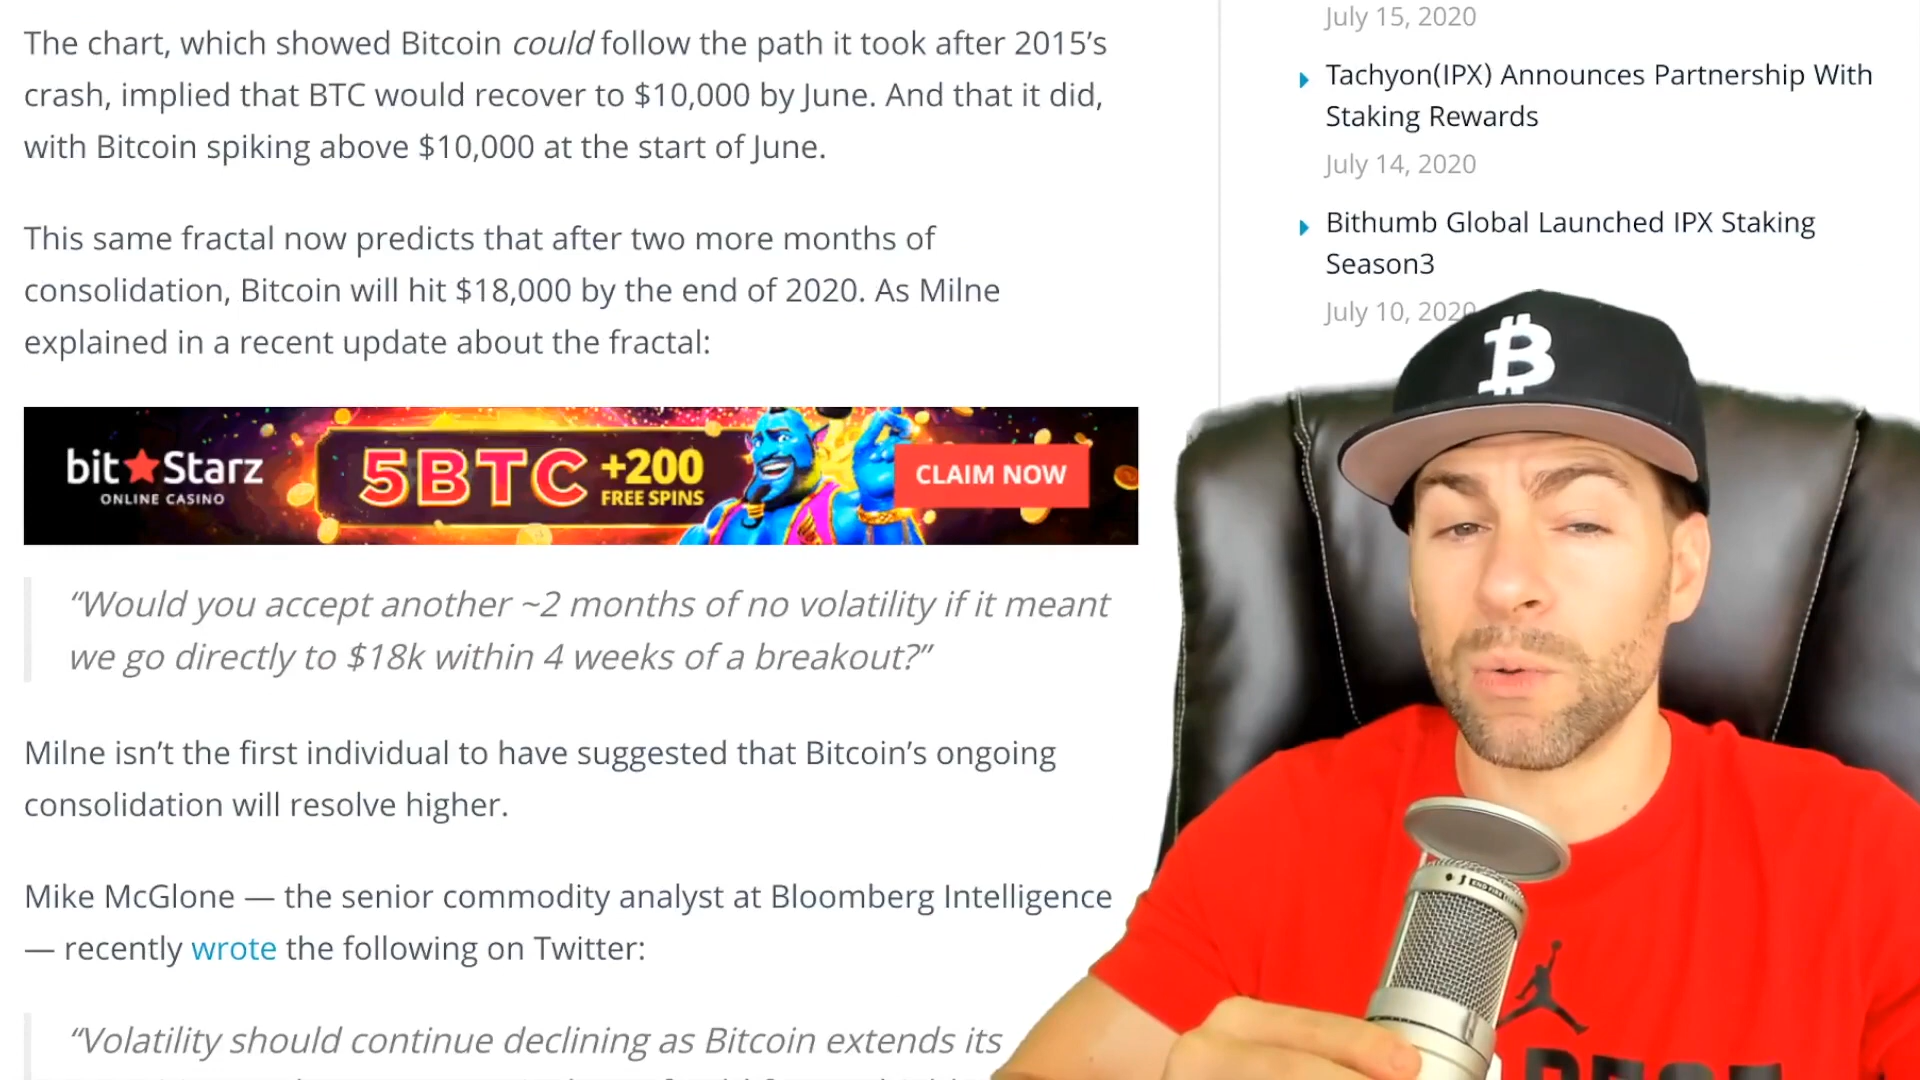 The chart, which showed Bitcoin could follow the path it took after 2015’s
crash, implied that BTC would recover to $10,000 by June. And that it did,
with Bitcoin spiking above $10,000 at the start of June.
This same fractal now predicts that after two more months of
consolidation, Bitcoin will hit $18,000 by the end of 2020. As Milne
explained in a recent update about the fractal:
bit Starz
ONLINE CASINO
5BTC
+200
FREE SPINS
CLAIM NOW
“Would you accept another ~2 months of no volatility if it meant
we go directly to $18k within 4 weeks of a breakout?”
Milne isn’t the first individual to have suggested that Bitcoin’s ongoing
consolidation will resolve higher.
Mike McGlone — the senior commodity analyst at Bloomberg Intelligence
— recently wrote the following on Twitter:
“Volatility should continue declining as Bitcoin extends its
July 15, 2020
Tachyon(IPX) Announces Partnership With
Staking Rewards
July 14, 2020
Bithumb Global Launched IPX Staking
Season3
July 10, 2020